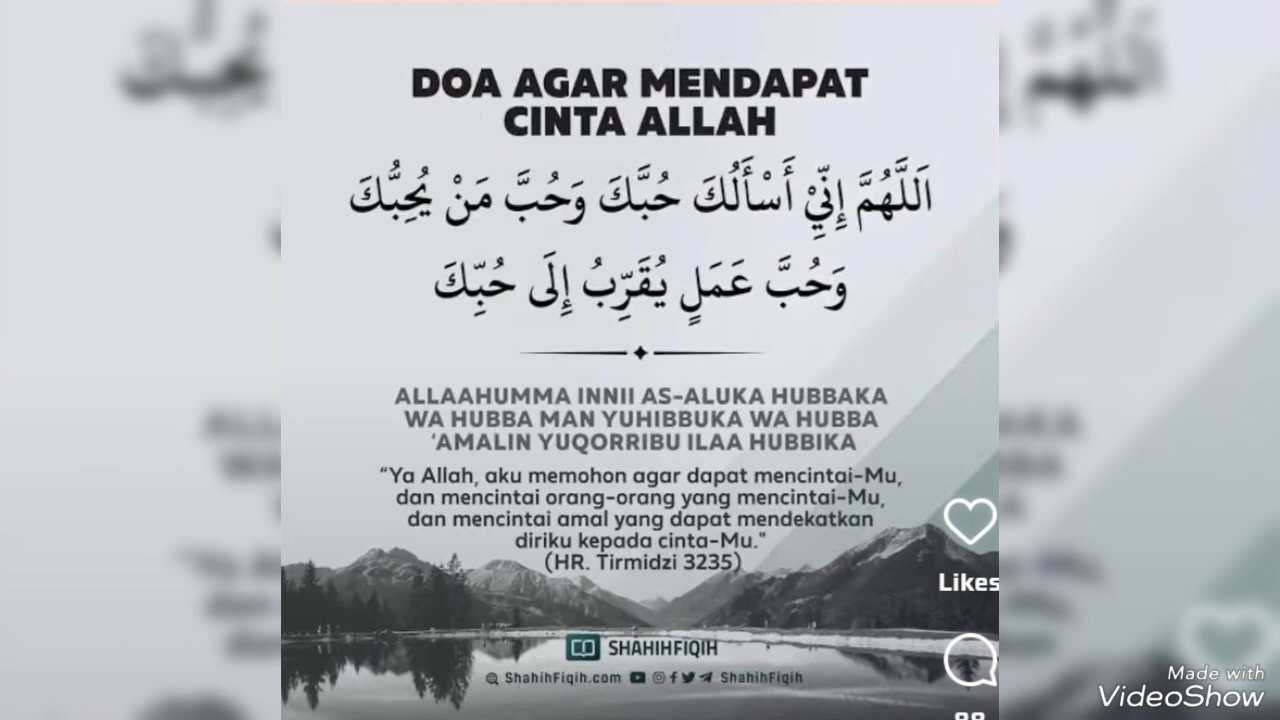 DOA AGAR MENDAPAT
CINTA ALLAH
اَللَّهُمَّ إِنِّيْ أَسْأَلُكَ حُبَّكَ وَحُبَّ مَنْ يُحِبُّكَ
وَحُبَّ عَمَلٍ يُقَرِّبُ إِلَى حُبِّكَ
ALLAAHUMMA INNII AS-ALUKA HUBBAKA
WA HUBBA MAN YUHIBBUKA WA HUBBA
'AMALIN YUQORRIBU ILAA HUBBIKA
“Ya Allah, aku memohon agar dapat mencintai-Mu,
dan mencintai orang-orang yang mencintai-Mu,
dan mencintai amal yang dapat mendekatkan
diriku kepada cinta-Mu."
(HR. Tirmidzi 3235)
Likes
SHAHIHFIQIH
ShahihFiqih.com ShahihFiqih
Made with
VideoShow